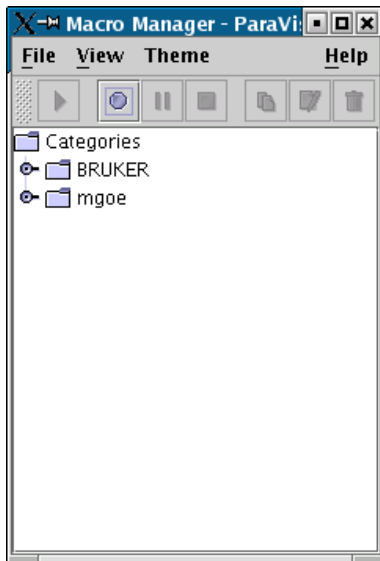 Macro Manager - ParaVi
File View Theme Help
Categories
BRUKER
mgoe